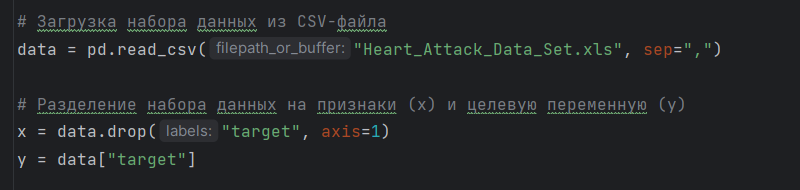 # Загрузка набора данных из CSV-файла
data = pd.read_csv( filepath_or_buffer: "Heart_Attack_Data_Set.xls", sep=",")
# Разделение набора данных на признаки (x) и целевую переменную (y)
x = data.drop( labels: "target", axis=1)
y = data["target"]